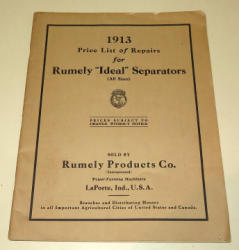 1913
Price List of Repairs
for
Rumely "Ideal" Separators
(All Sizes)
PRICES SUBJECT TO
CHANGE WITHOUT NOTICE
SOLD BY
Rumely Products Co.
(Incorporated)
Power-Farming Machinery
LaPorte, Ind., U.S.A.
Branches and Distributing Houses
in all Important Agricultural Cities of United States and Canada.